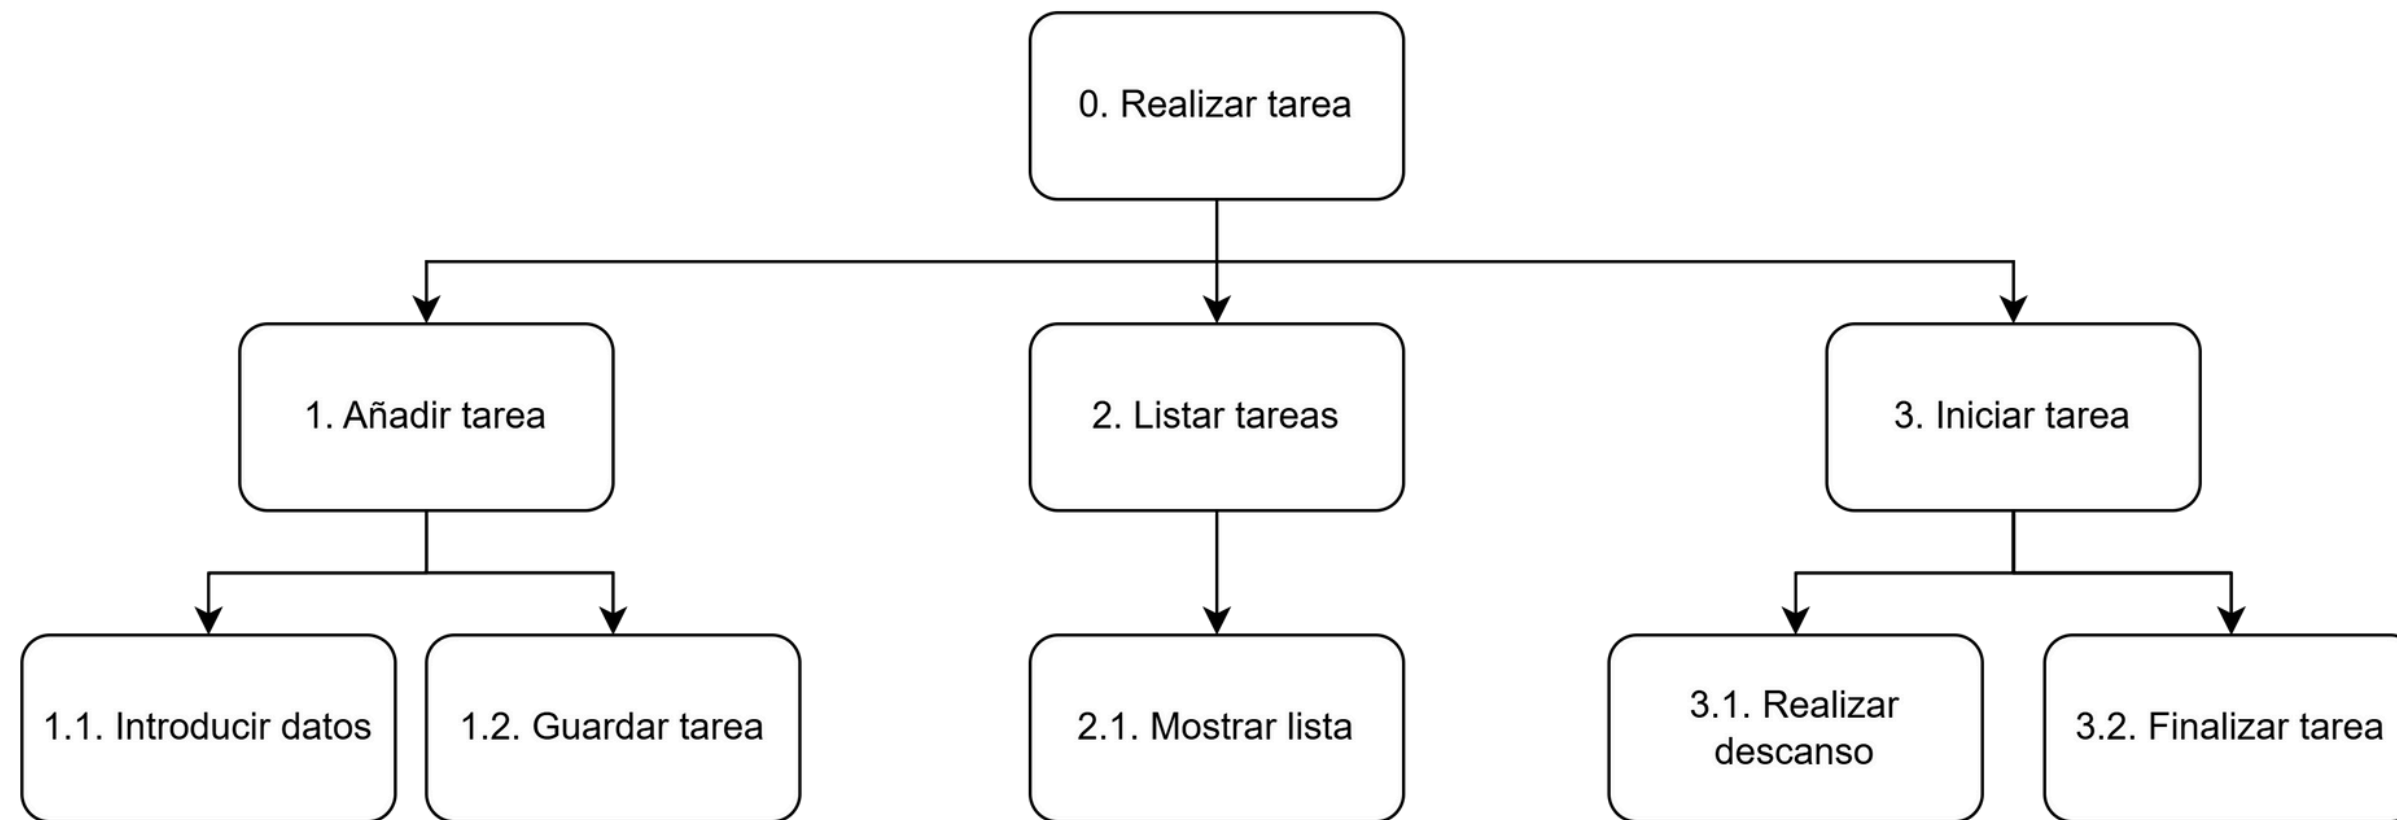 0. Realizar tarea
1. Añadir tarea
2. Listar tareas
3. Iniciar tarea
1.1. Introducir datos
1.2. Guardar tarea
2.1. Mostrar lista
3.1. Realizar
descanso
3.2. Finalizar tarea